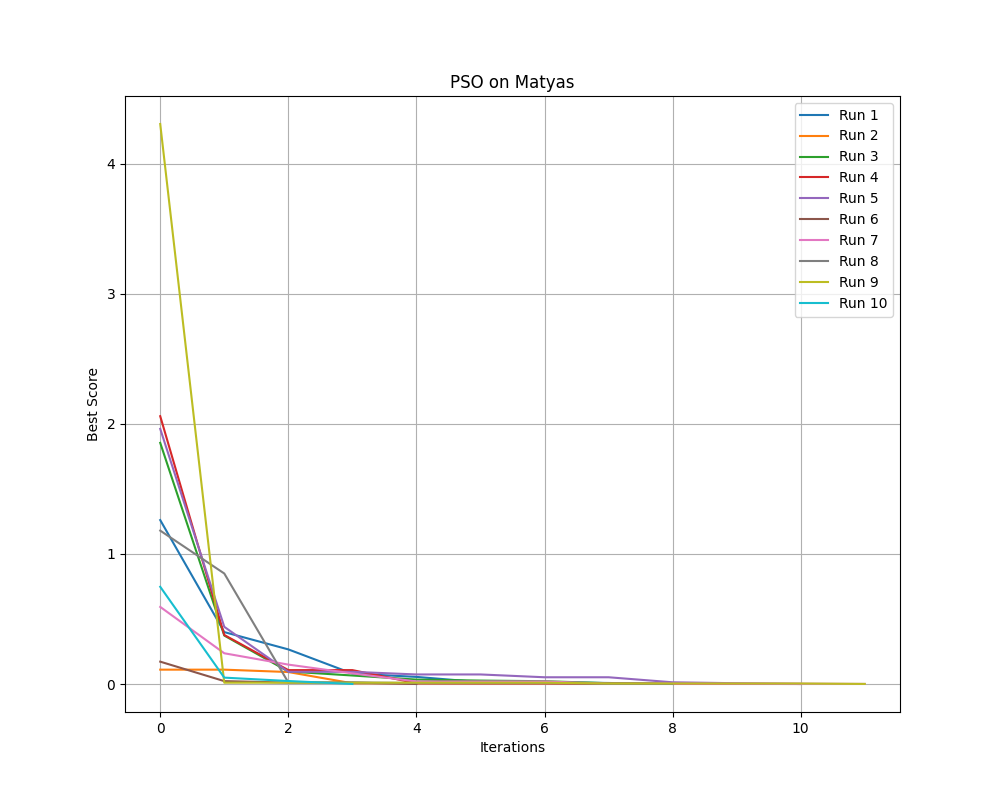 PSO on Matyas
Best Score
4
3
2
1
0
0 2 4 6 8 10
Iterations
Run 1
Run 2
Run 3
Run 4
Run 5
Run 6
Run 7
Run 8
Run 9
Run 10